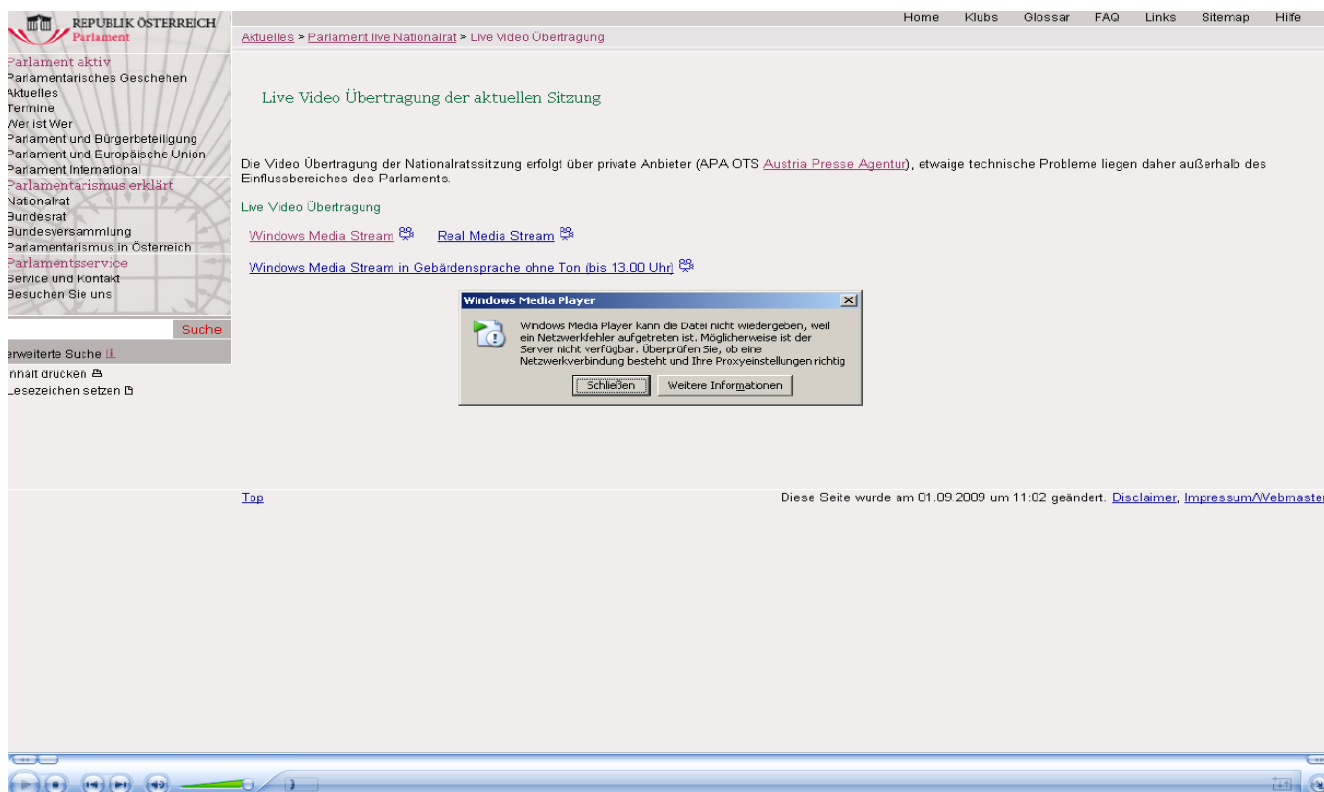 REPUBLIK ÖSTERREICH
Parlament
Home Klubs Glossar FAQ Links Sitemap Hilfe
Aktuelles > Parlament live Nationalrat > Live Video Übertragung
Parlament aktiv
Parlamentarisches Geschehen
Aktuelles
Termine
Wer ist Wer
Parlament und Bürgerbeteiligung
Parlament und Europäische Union
Parlament International
Parlamentarismus erklärt
Nationalrat
Bundesrat
Bundesversammlung
Parlamentarismus in Österreich
Parlamentsservice
Service und Kontakt
Besuchen Sie uns
Suche
erweiterte Suche
Inhalt drucken
Lesezeichen setzen
Live Video Übertragung der aktuellen Sitzung
Die Video Übertragung der Nationalratssitzung erfolgt über private Anbieter (APA OTS Austria Presse Agentur), etwaige technische Probleme liegen daher außerhalb des
Einflussbereiches des Parlaments.
Live Video Übertragung
Windows Media Stream Real Media Stream
Windows Media Stream in Gebärdensprache ohne Ton (bis 13.00 Uhr)
Windows Media Player
Windows Media Player kann die Datei nicht wiedergeben, weil
ein Netzwerkfehler aufgetreten ist. Möglicherweise ist der
Server nicht verfügbar. Überprüfen Sie, ob eine
Netzwerkverbindung besteht und Ihre Proxyeinstellungen richtig
Schließen Weitere Informationen
Top
Diese Seite wurde am 01.09.2009 um 11:02 geändert. Disclaimer, Impressum/Webmaster